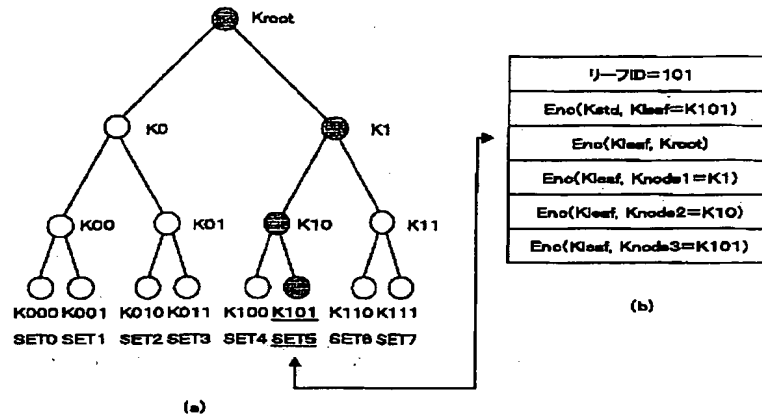 Kroot
K0
K1
K00
K01
K10
K11
K000 K001 K010 K011 K100 K101 K110 K111
SET0 SET1 SET2 SET3 SET4 SET5 SET6 SET7
(a)
リーフID=101
Enc(Kstd, Kleaf=K101)
Enc(Kleaf, Kroot)
Enc(Kleaf, Knode1=K1)
Enc(Kleaf, Knode2=K10)
Enc(Kleaf, Knode3=K101)
(b)